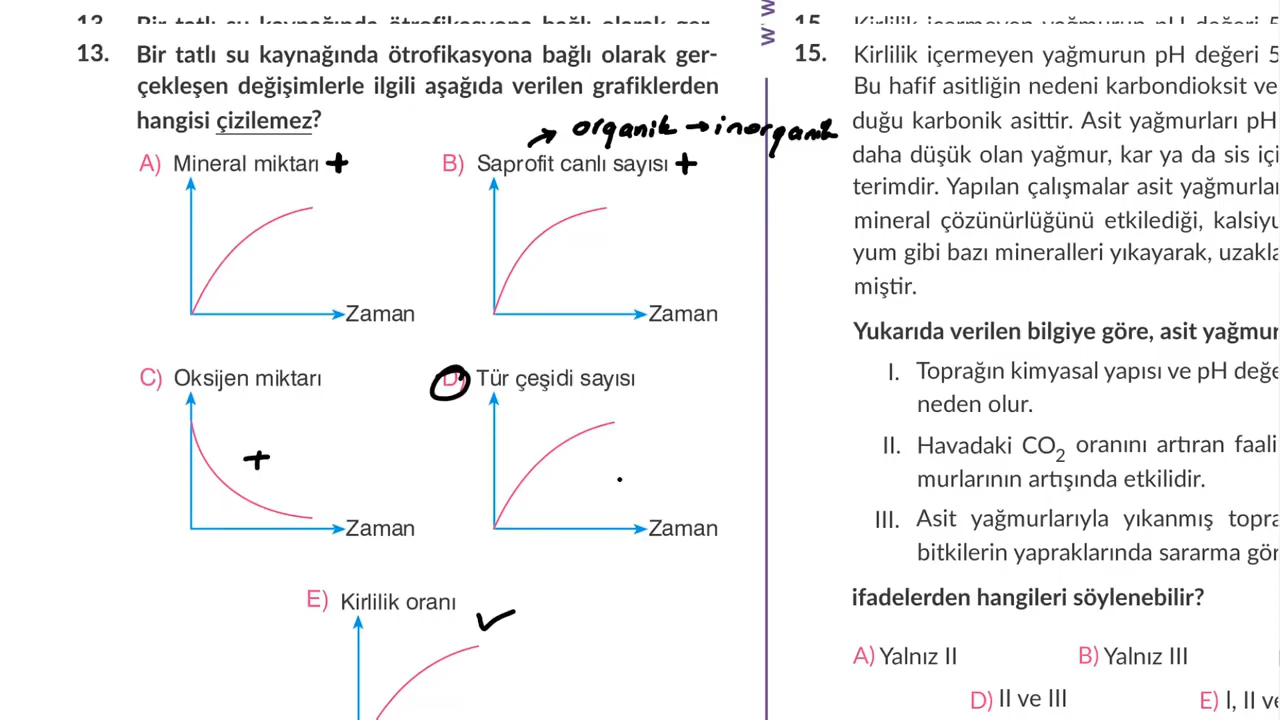 13. Bir tatlı su kaynağında ötrofikasyona bağlı olarak ger-
çekleşen değişimlerle ilgili aşağıda verilen grafiklerden
hangisi çizilemez?
organik → inorganik
A) Mineral miktarı +
B) Saprofit canlı sayısı +
Zaman
Zaman
C) Oksijen miktarı
D) Tür çeşidi sayısı
+
Zaman
Zaman
E) Kirlilik oranı
W W
15. Kirlilik içermeyen yağmurun pH değeri 5
Bu hafif asitliğin nedeni karbondioksit ve
duğu karbonik asittir. Asit yağmurları pH
daha düşük olan yağmur, kar ya da sis içi
terimdir. Yapılan çalışmalar asit yağmurlar
mineral çözünürlüğünü etkilediği, kalsiyu
yum gibi bazı mineralleri yıkayarak, uzakla
miştir.
Yukarıda verilen bilgiye göre, asit yağmur
I. Toprağın kimyasal yapısı ve pH değe
neden olur.
II. Havadaki CO2 oranını artıran faali
murlarının artışında etkilidir.
III. Asit yağmurlarıyla yıkanmış topra
bitkilerin yapraklarında sararma gör
ifadelerden hangileri söylenebilir?
A) Yalnız II
B) Yalnız III
D) II ve III
E) I, II ve